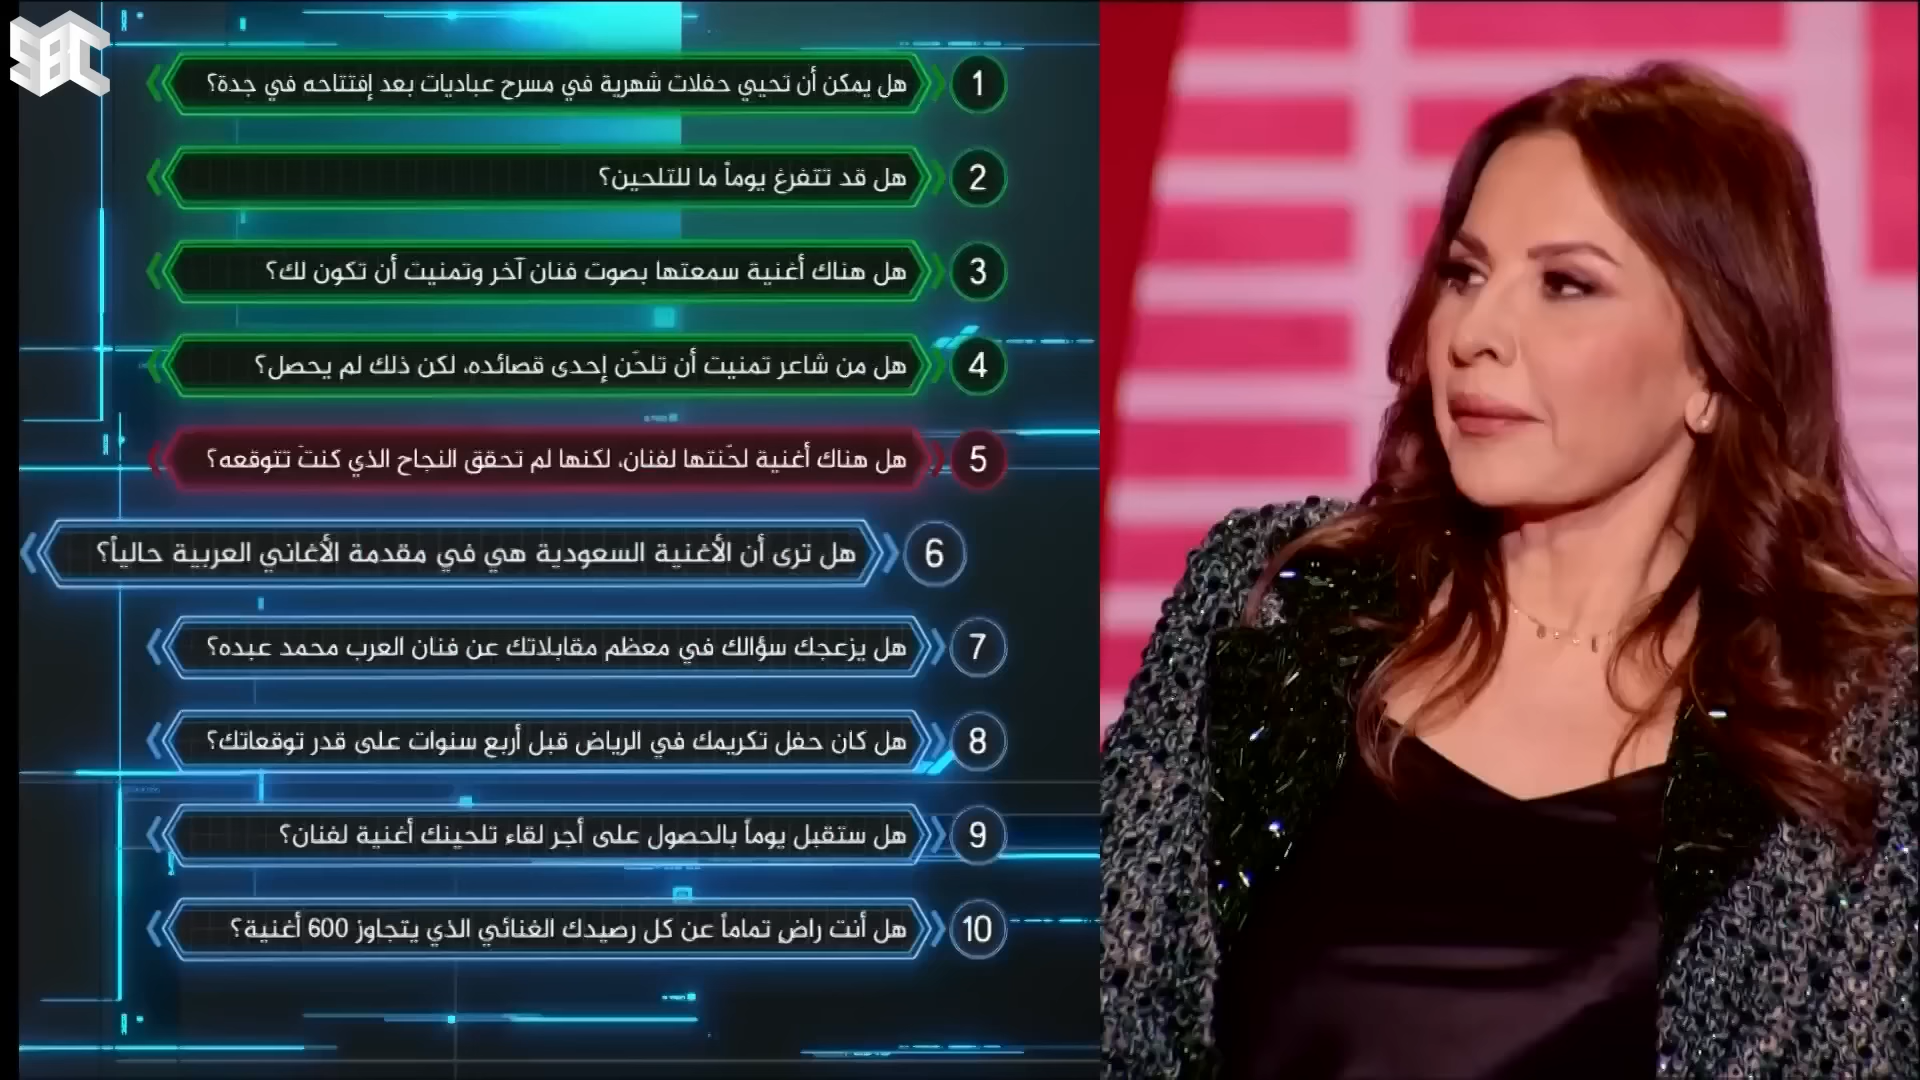 SBC
1 هل يمكن أن تحيي حفلات شهرية في مسرح عباديات بعد إفتتاحه في جدة؟
2 هل قد تتفرغ يوماً ما للتلحين؟
3 هل هناك أغنية سمعتها بصوت فنان آخر وتمنيت أن تكون لك؟
4 هل من شاعر تمنيت أن تلحّن إحدى قصائده، لكن ذلك لم يحصل؟
5 هل هناك أغنية لحّنتها لفنان، لكنها لم تحقق النجاح الذي كنتَ تتوقعه؟
6 هل ترى أن الأغنية السعودية هي في مقدمة الأغاني العربية حالياً؟
7 هل يزعجك سؤالك في معظم مقابلاتك عن فنان العرب محمد عبده؟
8 هل كان حفل تكريمك في الرياض قبل أربع سنوات على قدر توقعاتك؟
9 هل ستقبل يوماً بالحصول على أجر لقاء تلحينك أغنية لفنان؟
10 هل أنت راضٍ تماماً عن كل رصيدك الغنائي الذي يتجاوز 600 أغنية؟